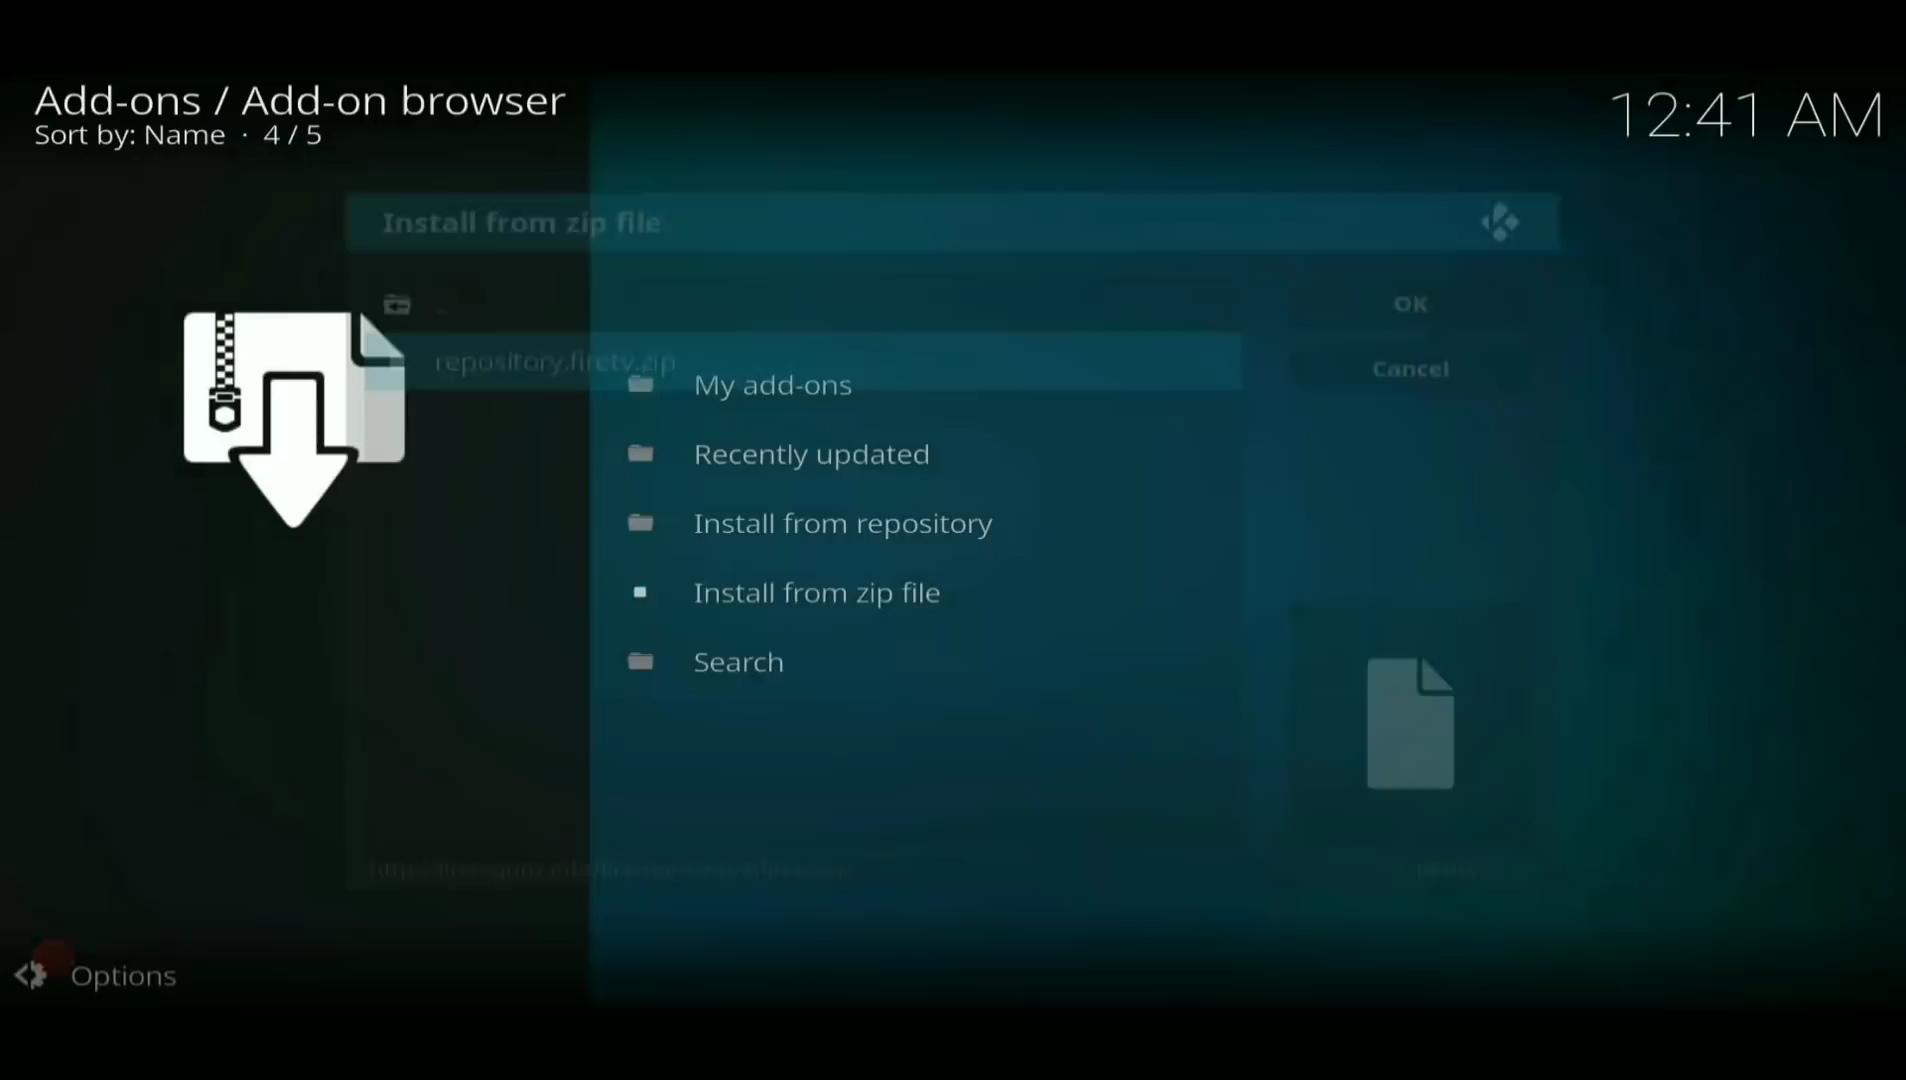 Add-ons / Add-on browser
Sort by: Name · 4 / 5
12:41 AM
Install from zip file
..
OK
repository.firetv.zip
Cancel
My add-ons
Recently updated
Install from repository
Install from zip file
Search
Options